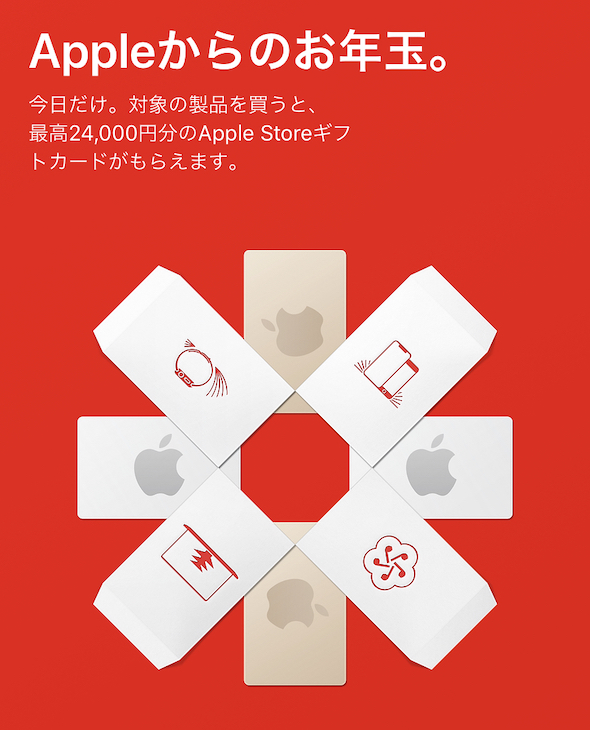 Appleからのお年玉。
今日だけ。対象の製品を買うと、
最高24,000円分のApple Storeギフ
トカードがもらえます。